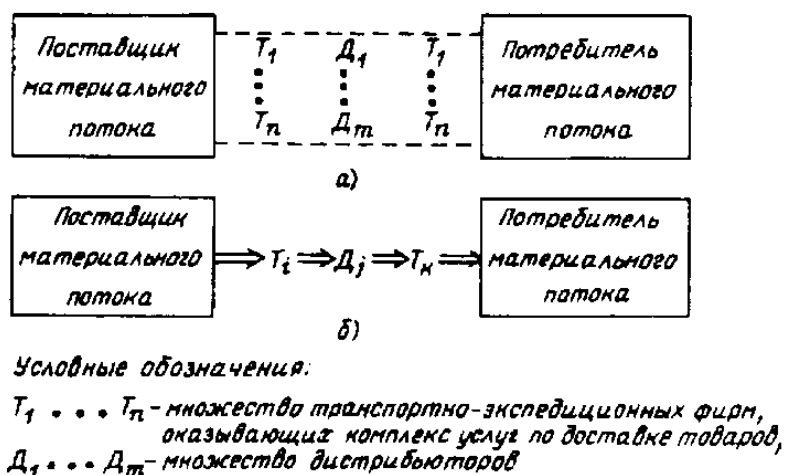 Поставщик
материального
потока
T₁ Д₁ T₁
Tₙ Дₘ Tₙ
Потребитель
материального
потока
а)
Поставщик
материального
потока
⇒ Tᵢ ⇒ Дⱼ ⇒ Tₖ ⇒
Потребитель
материального
потока
б)
Условные обозначения:
T₁ • • • Tₙ – множество транспортно-экспедиционных фирм,
оказывающих комплекс услуг по доставке товаров,
Д₁ • • • Дₘ – множество дистрибьюторов